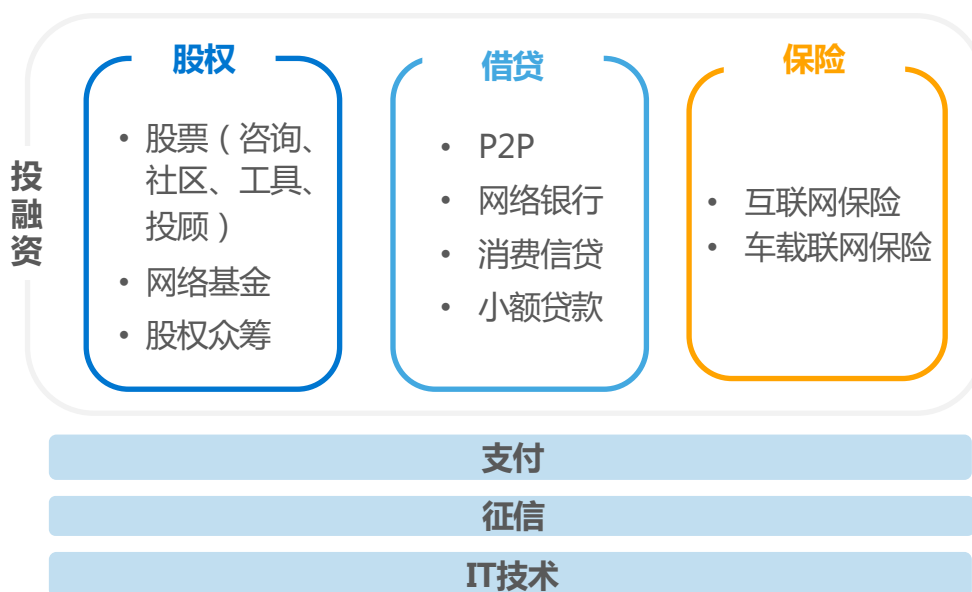 投融资
股权
• 股票（咨询、
社区、工具、
投顾）
• 网络基金
• 股权众筹
借贷
• P2P
• 网络银行
• 消费信贷
• 小额贷款
保险
• 互联网保险
• 车载联网保险
支付
征信
IT技术